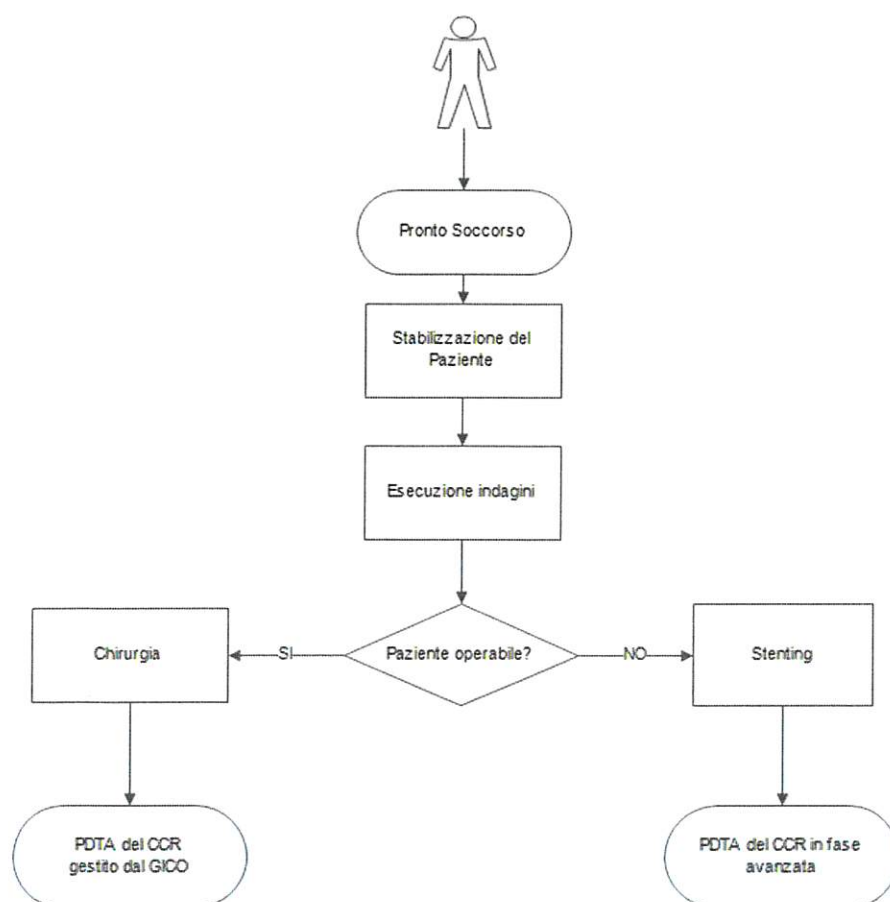 Pronto Soccorso
Stabilizzazione del
Paziente
Esecuzione indagini
Chirurgia
SI
Paziente operabile?
NO
Stenting
PDTA del CCR
gestito dal GICO
PDTA del CCR in fase
avanzata